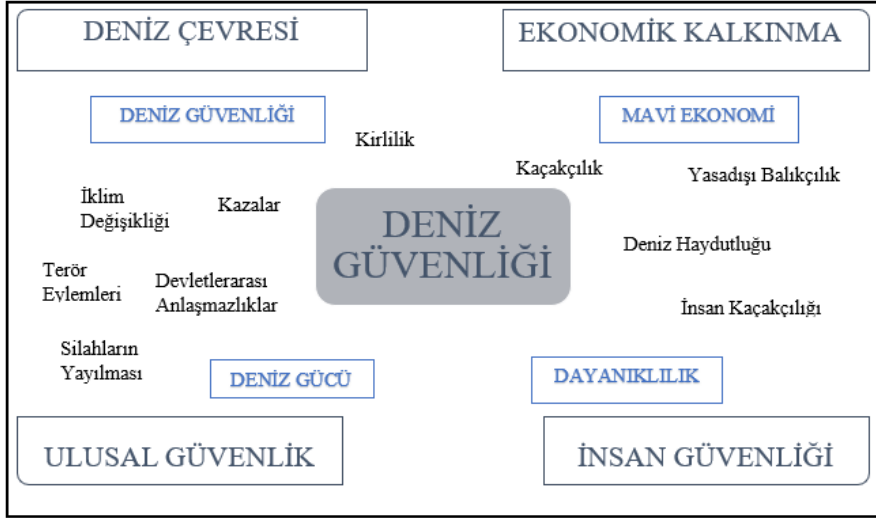 DENİZ ÇEVRESİ
EKONOMİK KALKINMA
DENİZ GÜVENLİĞİ
MAVİ EKONOMİ
Kirlilik
Kaçakçılık
Yasadışı Balıkçılık
İklim
Değişikliği
Kazalar
DENİZ
GÜVENLİĞİ
Deniz Haydutluğu
Terör
Eylemleri
Devletlerarası
Anlaşmazlıklar
İnsan Kaçakçılığı
Silahların
Yayılması
DENİZ GÜCÜ
DAYANIKLILIK
ULUSAL GÜVENLİK
İNSAN GÜVENLİĞİ